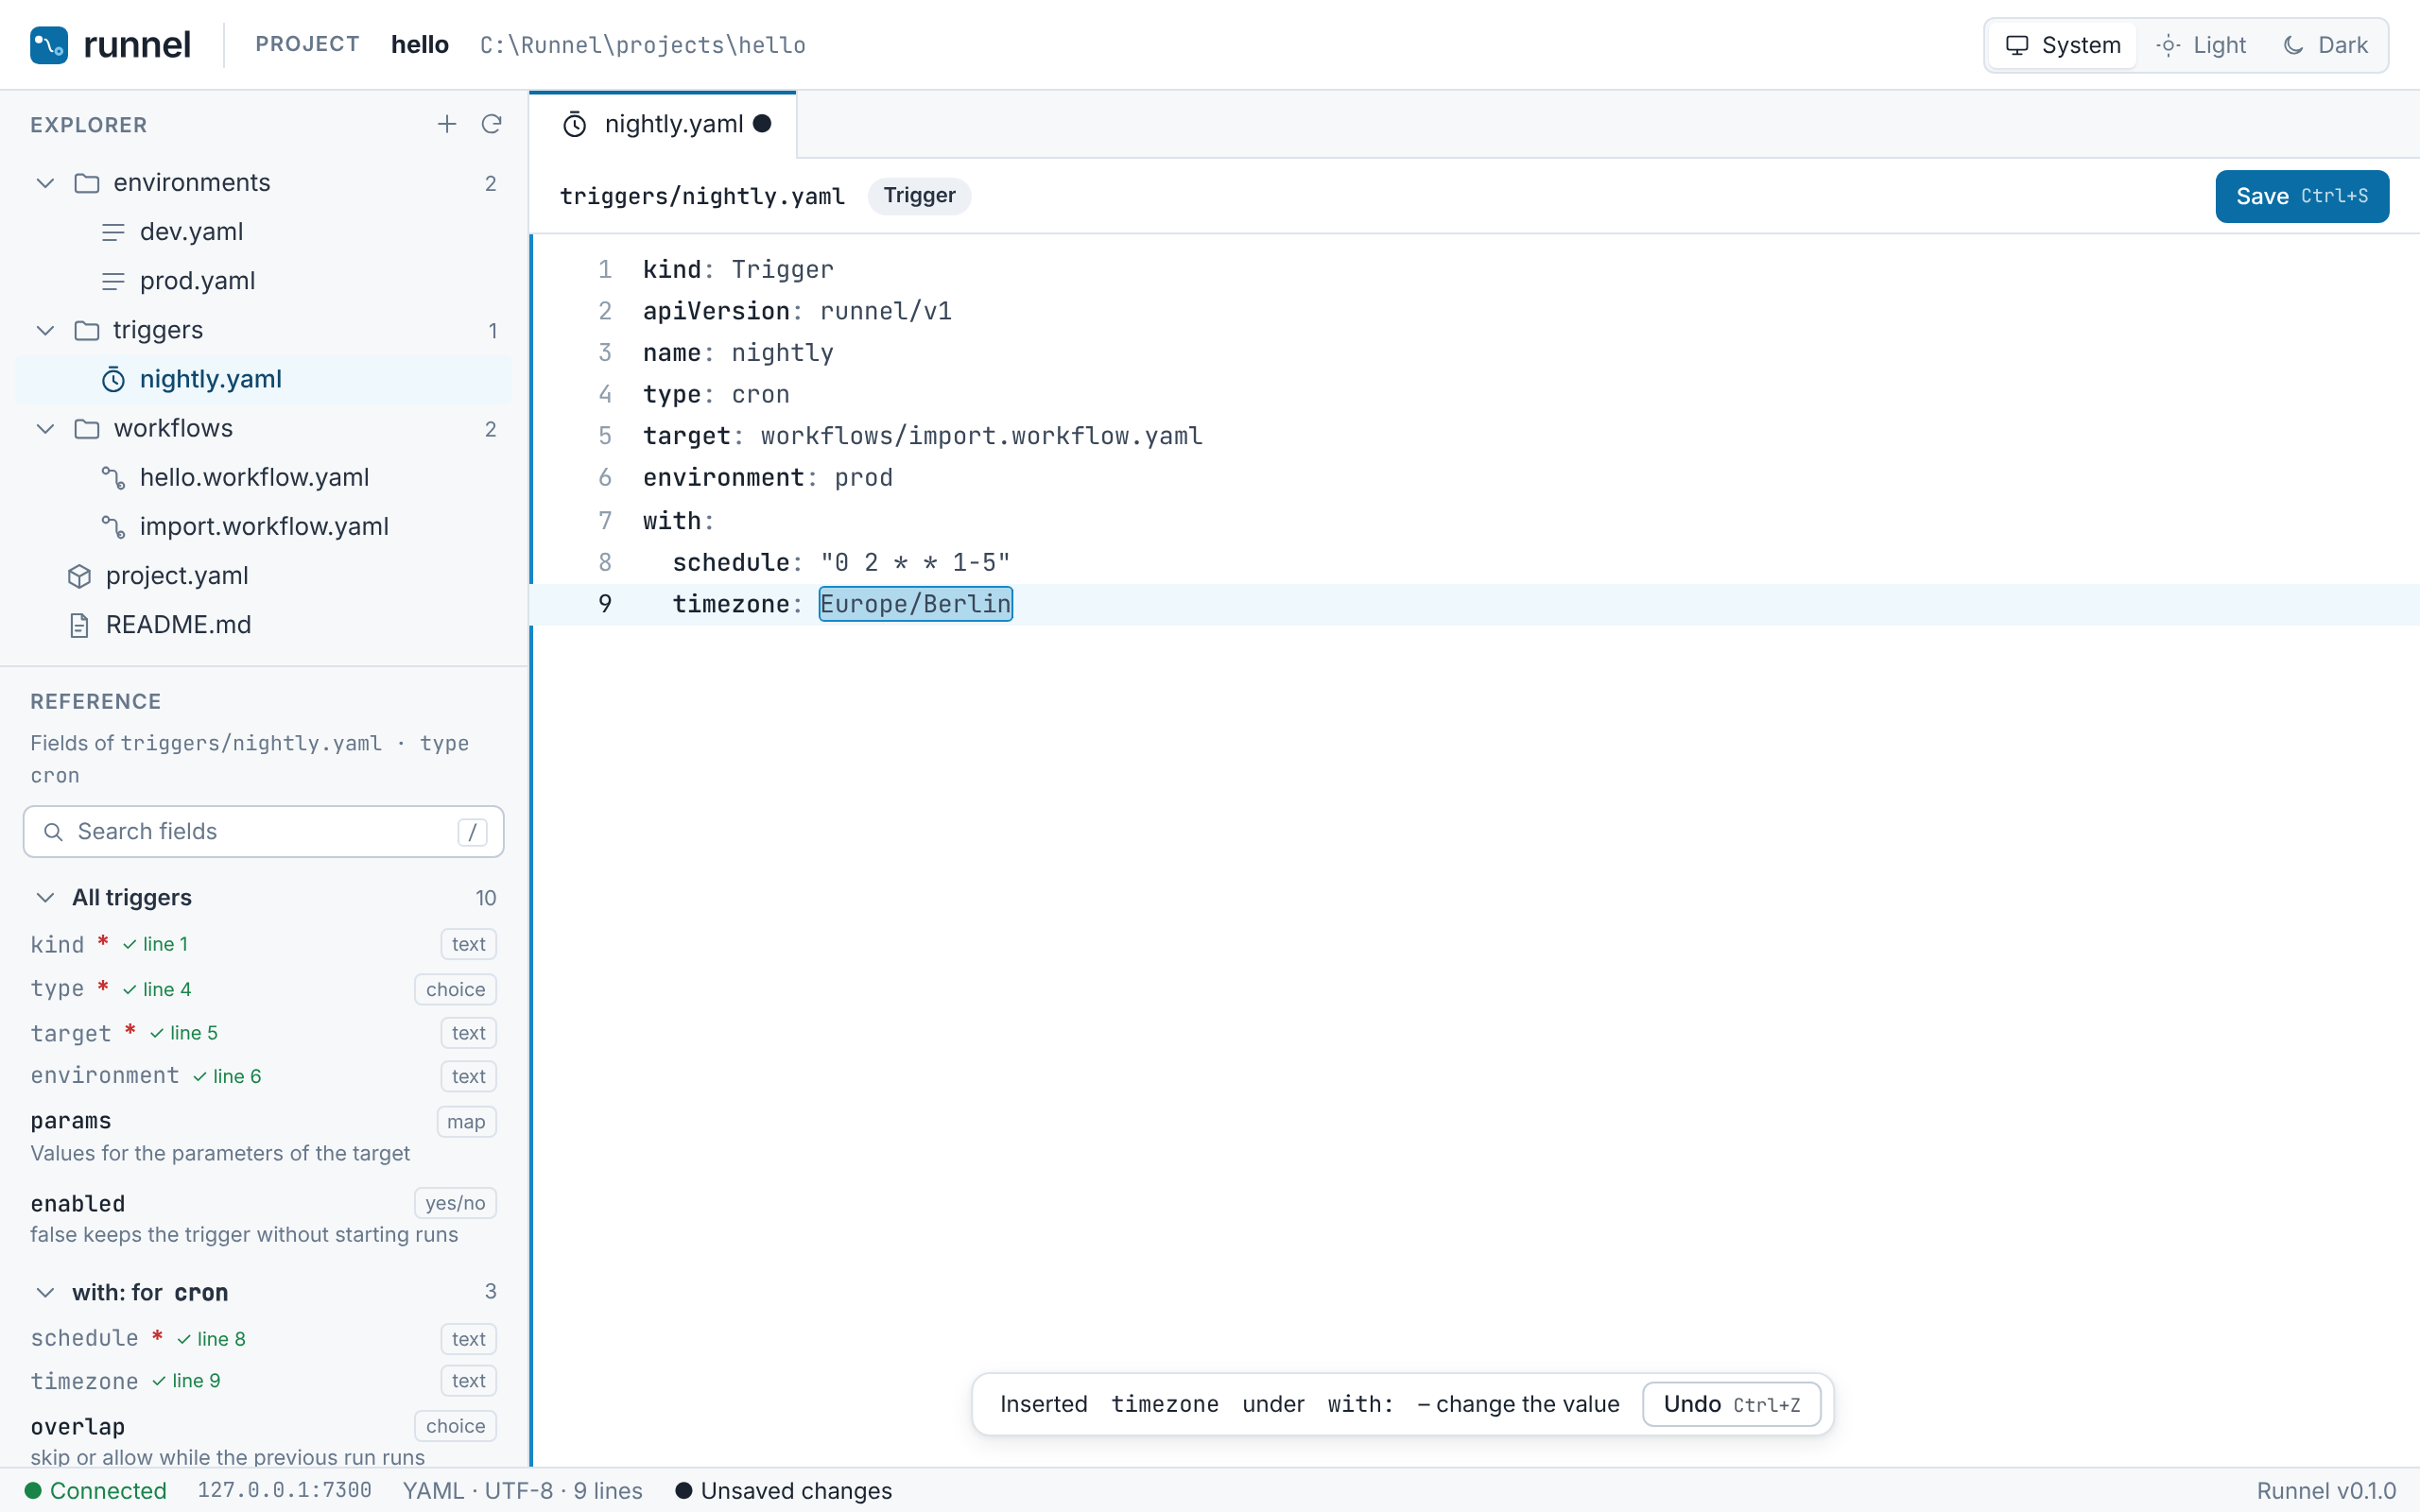 runnel PROJECT hello C:\Runnel\projects\hello System Light Dark
EXPLORER
environments 2
dev.yaml
prod.yaml
triggers 1
nightly.yaml
workflows 2
hello.workflow.yaml
import.workflow.yaml
project.yaml
README.md
REFERENCE
Fields of triggers/nightly.yaml · type
cron
Search fields /
All triggers 10
kind * ✓ line 1 text
type * ✓ line 4 choice
target * ✓ line 5 text
environment ✓ line 6 text
params map
Values for the parameters of the target
enabled yes/no
false keeps the trigger without starting runs
with: for cron 3
schedule * ✓ line 8 text
timezone ✓ line 9 text
overlap choice
skip or allow while the previous run runs
nightly.yaml
triggers/nightly.yaml Trigger Save Ctrl+S
1 kind: Trigger
2 apiVersion: runnel/v1
3 name: nightly
4 type: cron
5 target: workflows/import.workflow.yaml
6 environment: prod
7 with:
8 schedule: "0 2 * * 1-5"
9 timezone: Europe/Berlin
Inserted timezone under with: – change the value Undo Ctrl+Z
Connected 127.0.0.1:7300 YAML · UTF-8 · 9 lines Unsaved changes Runnel v0.1.0